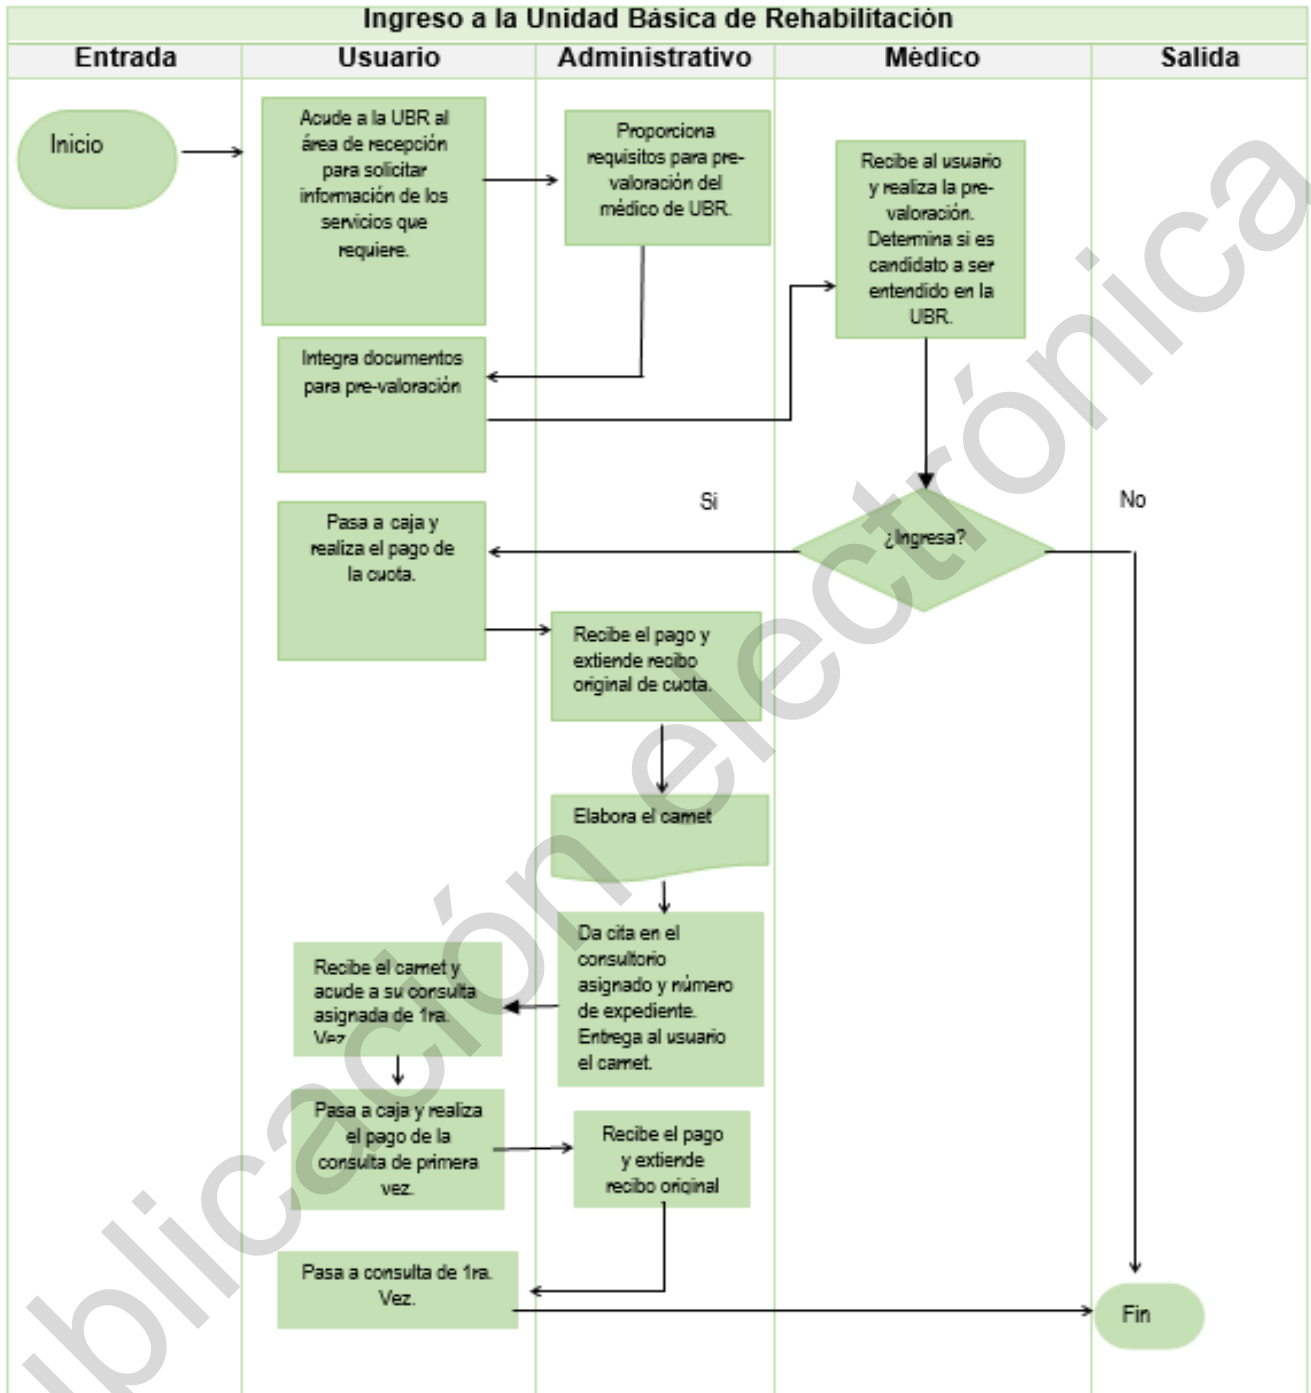 Ingreso a la Unidad Básica de Rehabilitación
Entrada
Usuario
Administrativo
Médico
Salida
Inicio
Acude a la UBR al
área de recepción
para solicitar
información de los
servicios que
requiere.
Proporciona
requisitos para pre-
valoración del
médico de UBR.
Recibe al usuario
y realiza la pre-
valoración.
Determina si es
candidato a ser
entendido en la
UBR.
Integra documentos
para pre-valoración
Si
No
¿Ingresa?
Pasa a caja y
realiza el pago de
la cuota.
Recibe el pago y
extiende recibo
original de cuota.
Elabora el carnet
Da cita en el
consultorio
asignado y número
de expediente.
Entrega al usuario
el carnet.
Recibe el carnet y
acude a su consulta
asignada de 1ra.
Vez
Pasa a caja y realiza
el pago de la
consulta de primera
vez.
Recibe el pago
y extiende
recibo original
Pasa a consulta de 1ra.
Vez.
Fin
ublicación electrónica